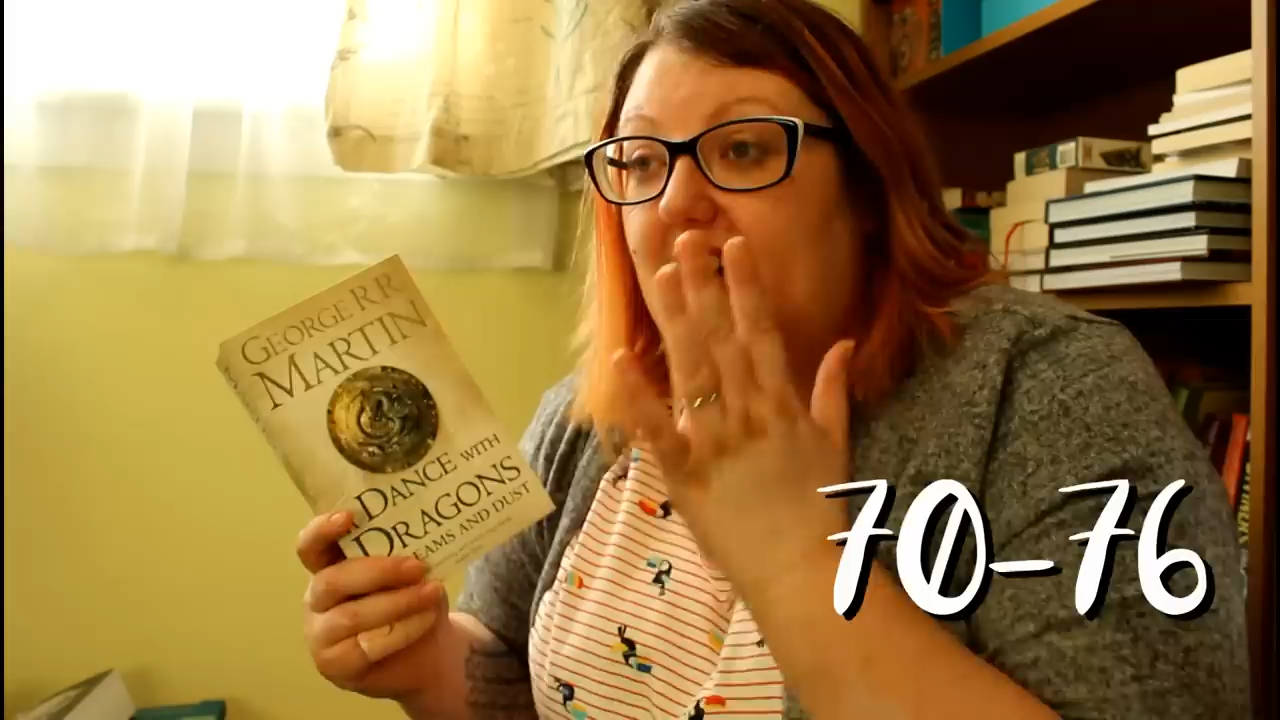 GEORGE R.R.
MARTIN
A DANCE WITH
DRAGONS
EAMS AND DUST
70-76